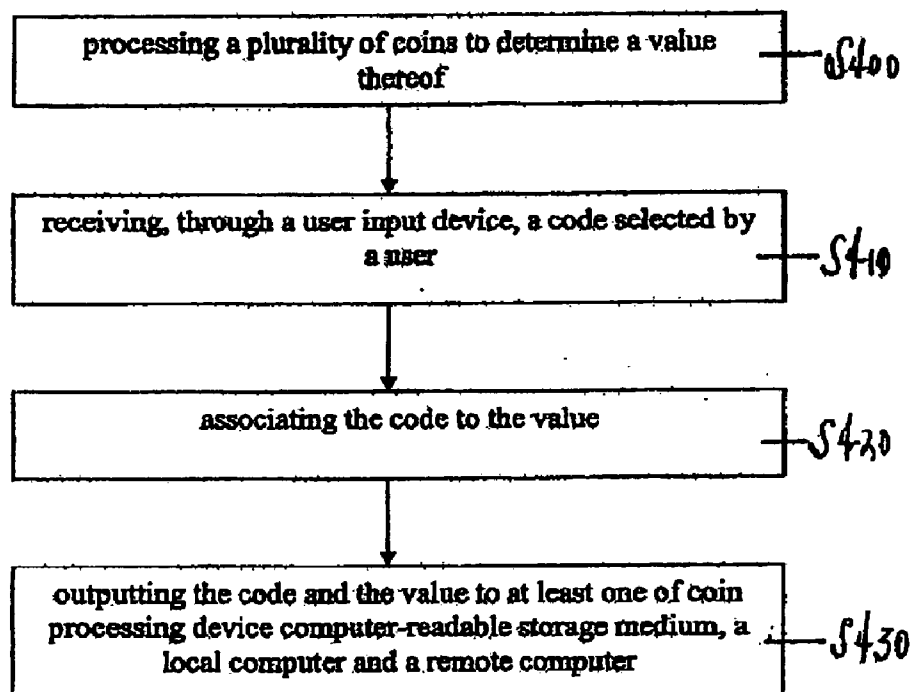 processing a plurality of coins to determine a value
thereof
S400
receiving, through a user input device, a code selected by
a user
S410
associating the code to the value
S420
outputting the code and the value to at least one of coin
processing device computer-readable storage medium, a
local computer and a remote computer
S430